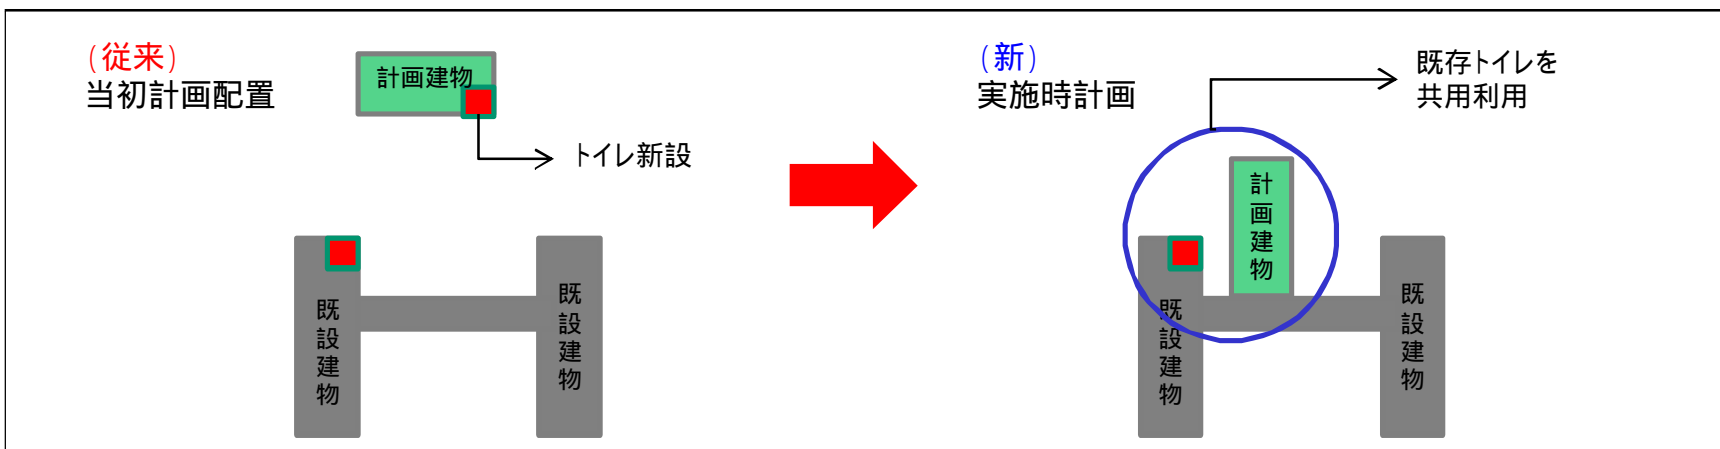 (従来)
当初計画配置
計画建物
トイレ新設
既設建物
既設建物
(新)
実施時計画
既存トイレを
共用利用
計画建物
既設建物
既設建物